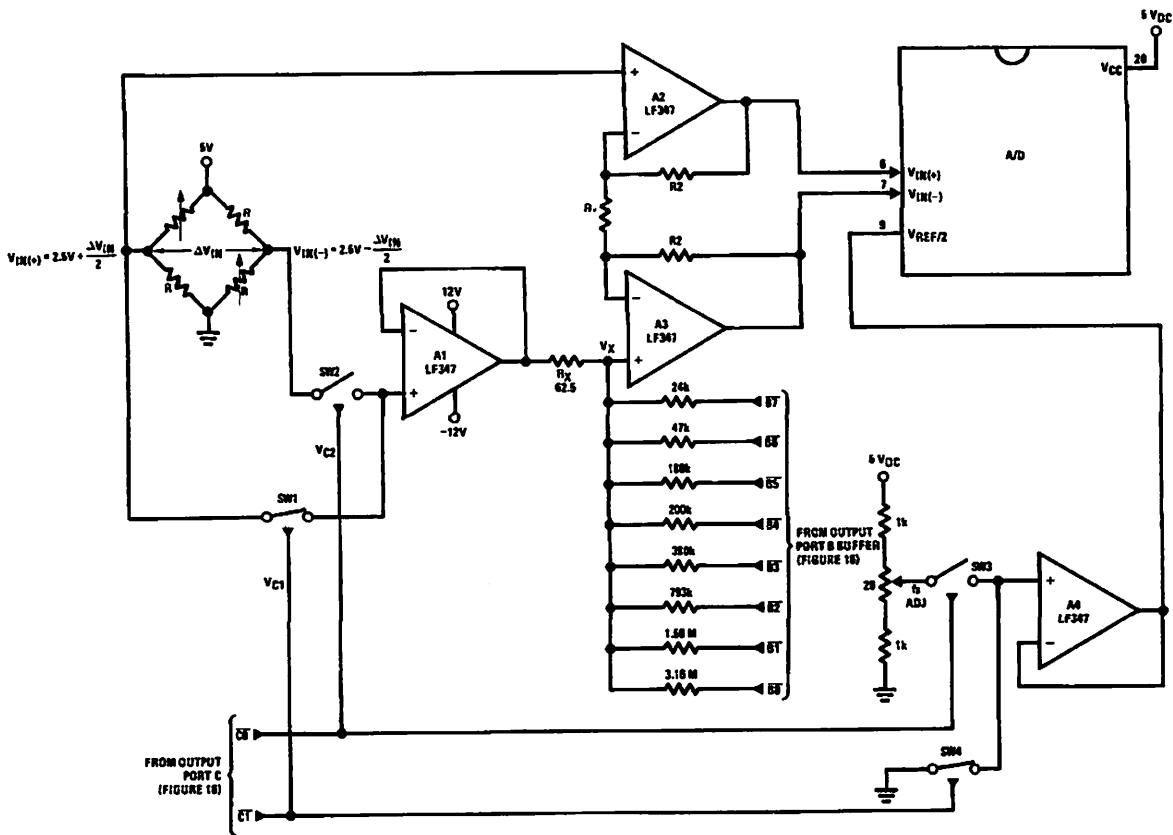 5 VDC
20
VCC
A2
LF347
A/D
5V
R2
6
VIN(+)
7
VIN(−)
R
VIN(+) = 2.5V + ΔVIN/2
ΔVIN
VIN(−) = 2.5V − ΔVIN/2
R2
9
VREF/2
R
12V
A3
LF347
A1
LF347
VX
RX
62.5
24k
B7
SW2
−12V
47k
B6
VC2
B5
5 VDC
SW1
200k
B4
FROM OUTPUT
PORT B BUFFER
(FIGURE 18)
1k
390k
B3
SW3
VC1
fS
ADJ
A4
LF347
793k
B2
1k
B1
3.16 M
B0
C0
FROM OUTPUT
PORT C
(FIGURE 18)
SW4
C1